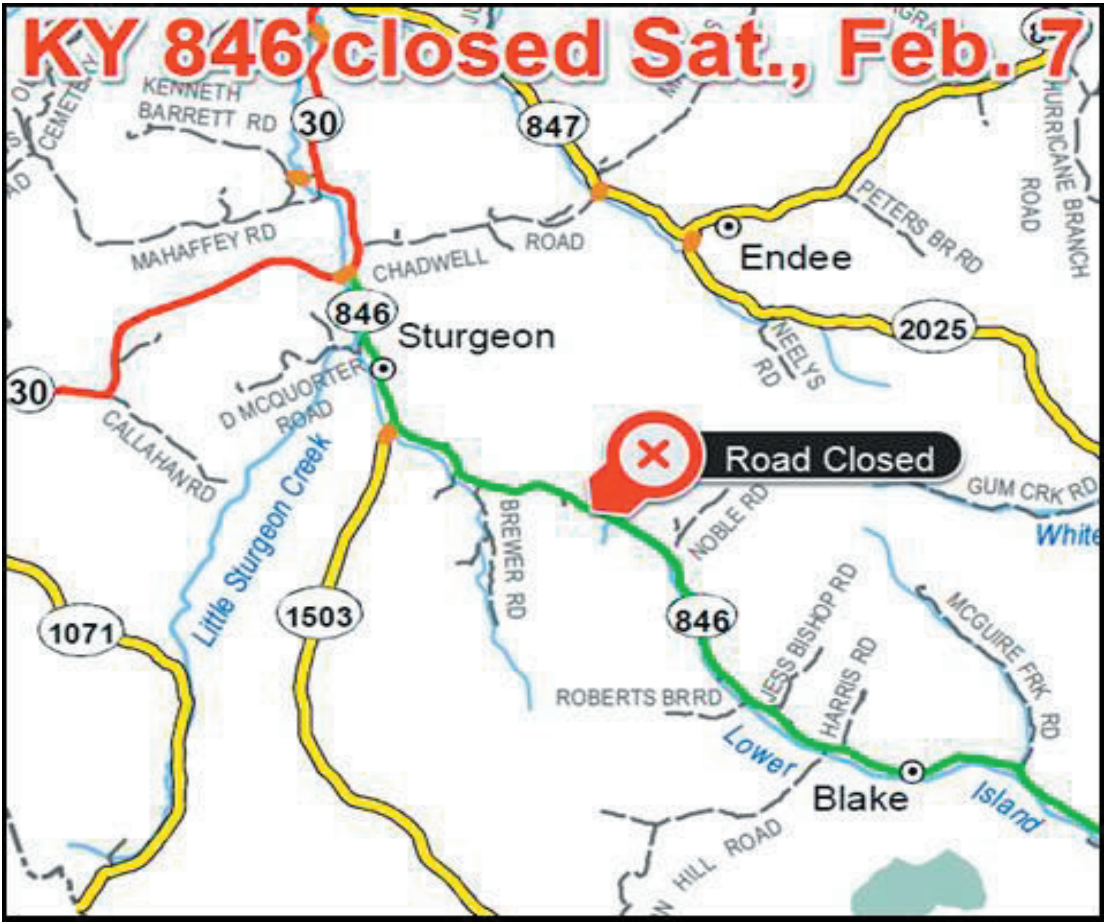 KY 846 closed Sat., Feb. 7
CEMETERY
KENNETH
BARRETT RD
30
847
HURRICANE BRANCH
ROAD
PETERS BR RD
MAHAFFEY RD
CHADWELL
ROAD
Endee
846
Sturgeon
2025
NEELYS
RD
30
D MCQUORTER
ROAD
CALLAHAN RD
Little Sturgeon Creek
Road Closed
GUM CRK RD
White
BREWER RD
NOBLE RD
1071
1503
846
JESS BISHOP RD
MCGUIRE FRK RD
ROBERTS BR RD
HARRIS RD
Lower
Blake
Island
HILL ROAD